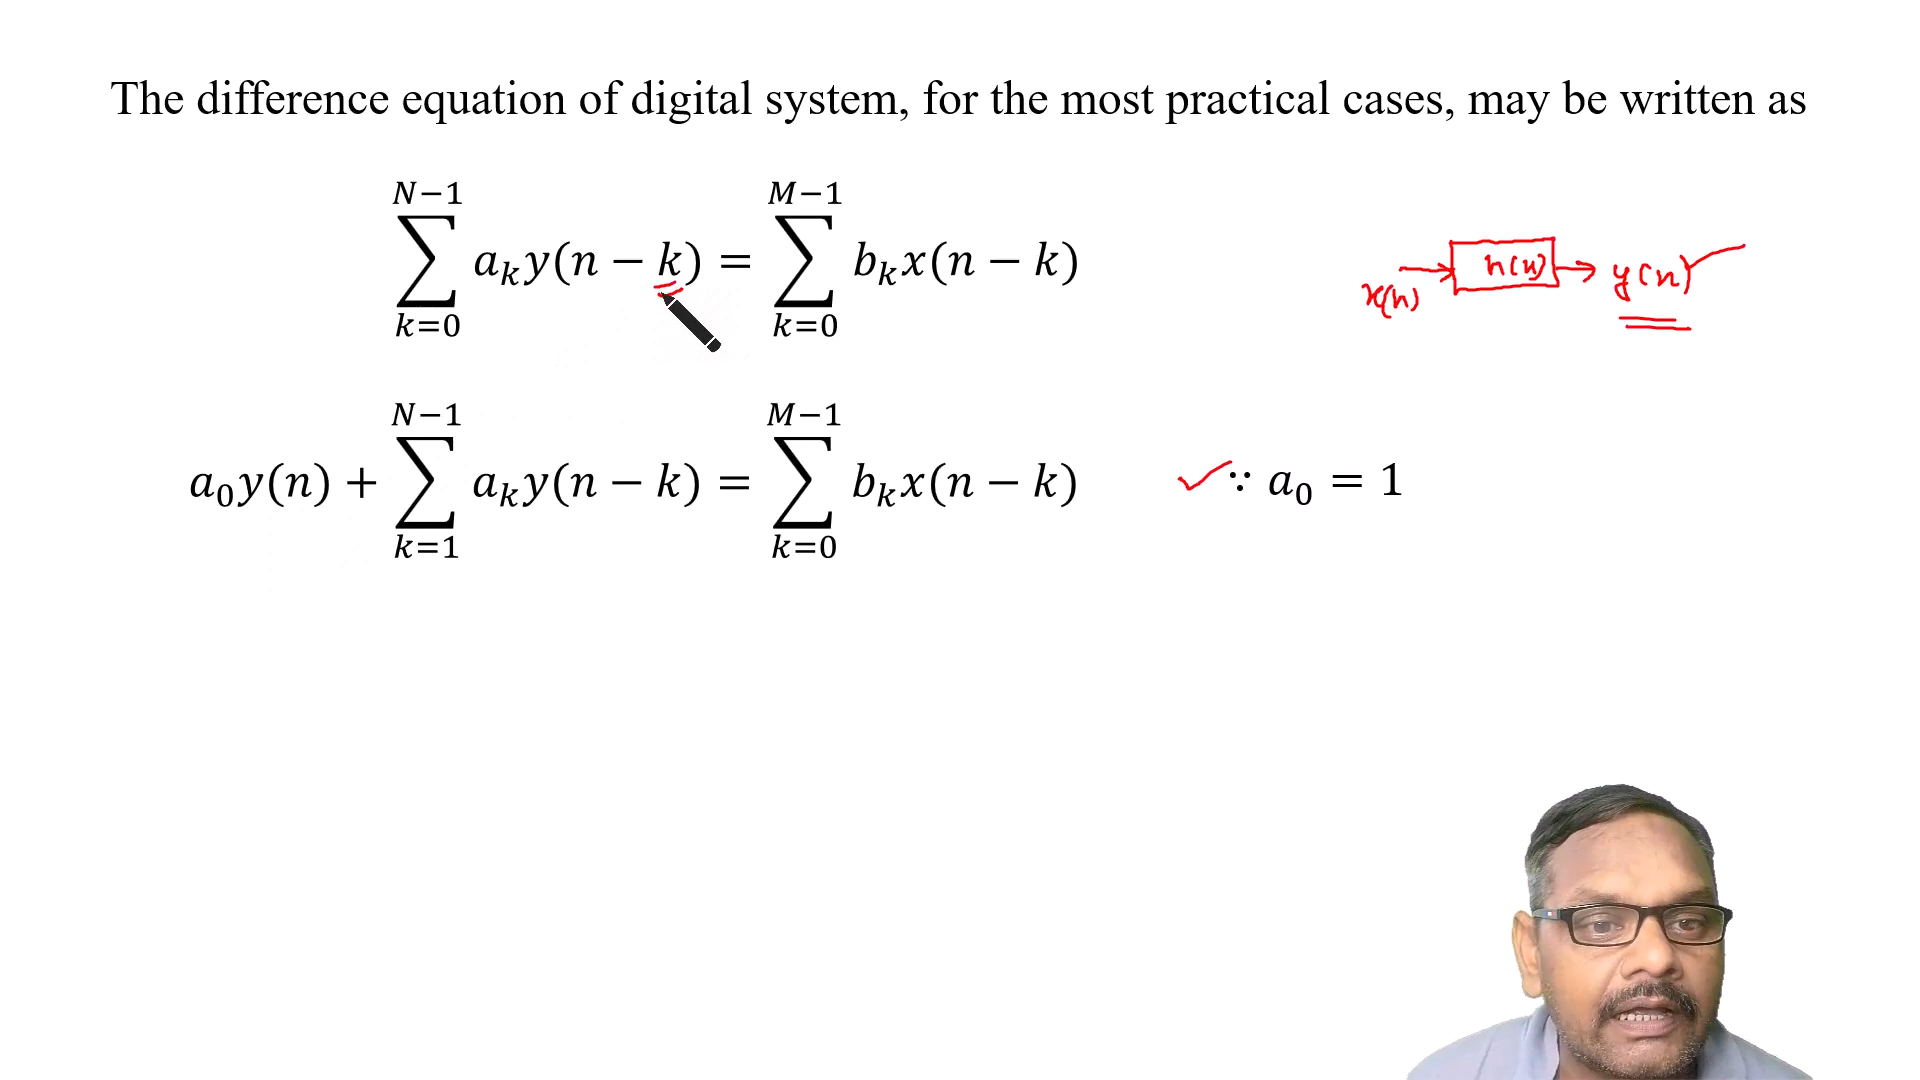 The difference equation of digital system, for the most practical cases, may be written as
∑_{k=0}^{N−1} a_k y(n − k) = ∑_{k=0}^{M−1} b_k x(n − k)
x(n) → h(n) → y(n)
a_0 y(n) + ∑_{k=1}^{N−1} a_k y(n − k) = ∑_{k=0}^{M−1} b_k x(n − k) ∵ a_0 = 1